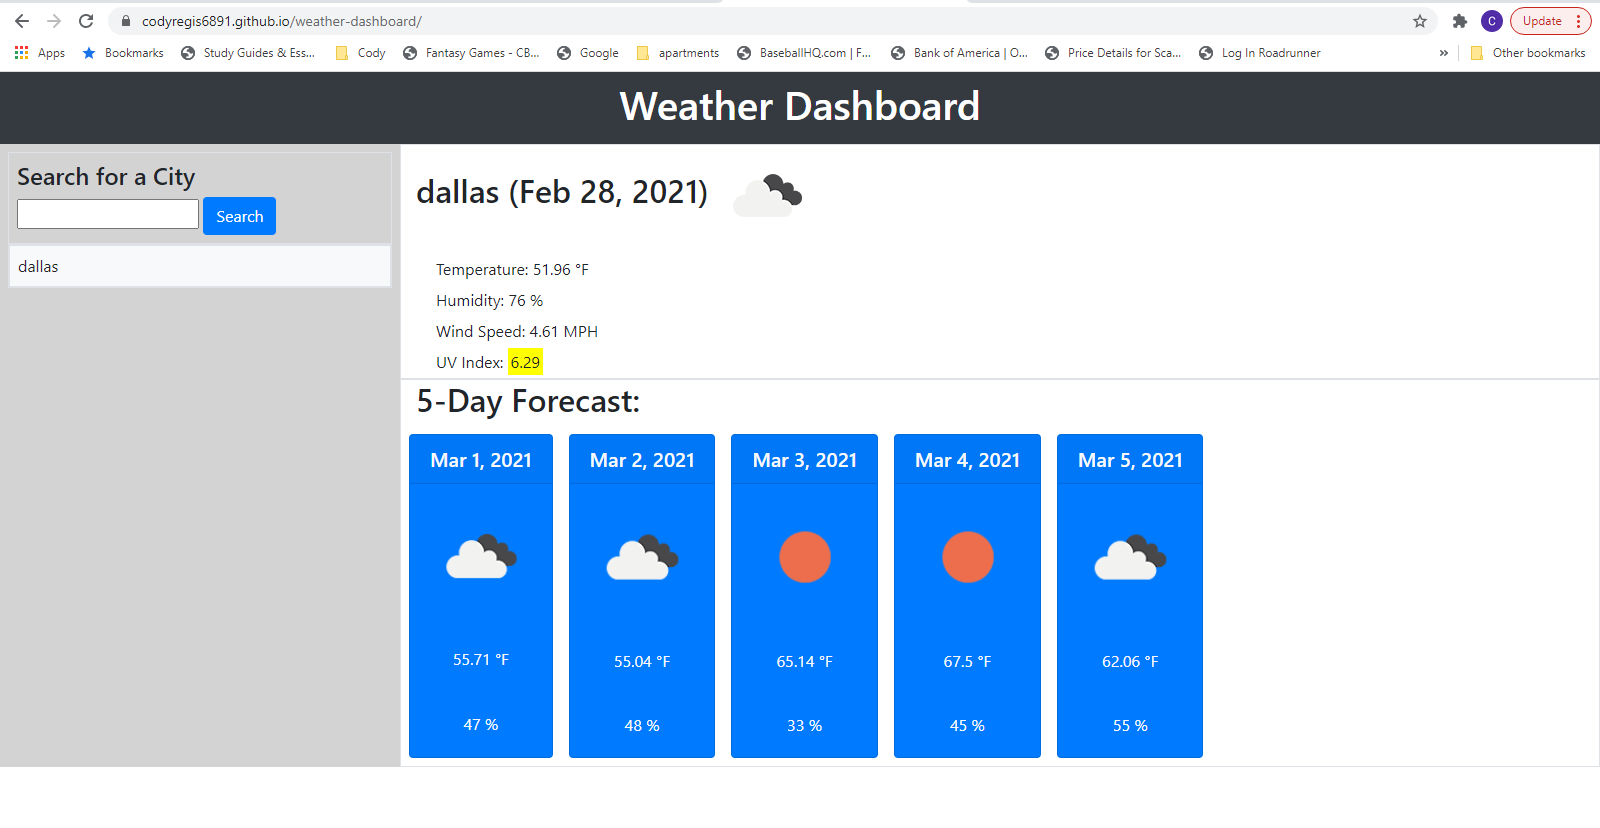 codyregis6891.github.io/weather-dashboard/
C
Update
Apps
Bookmarks
Study Guides & Ess...
Cody
Fantasy Games - CB...
Google
apartments
BaseballHQ.com | F...
Bank of America | O...
Price Details for Sca...
Log In Roadrunner
»
Other bookmarks
Weather Dashboard
Search for a City
Search
dallas
dallas (Feb 28, 2021)
Temperature: 51.96 °F
Humidity: 76 %
Wind Speed: 4.61 MPH
UV Index: 6.29
5-Day Forecast:
Mar 1, 2021
55.71 °F
47 %
Mar 2, 2021
55.04 °F
48 %
Mar 3, 2021
65.14 °F
33 %
Mar 4, 2021
67.5 °F
45 %
Mar 5, 2021
62.06 °F
55 %